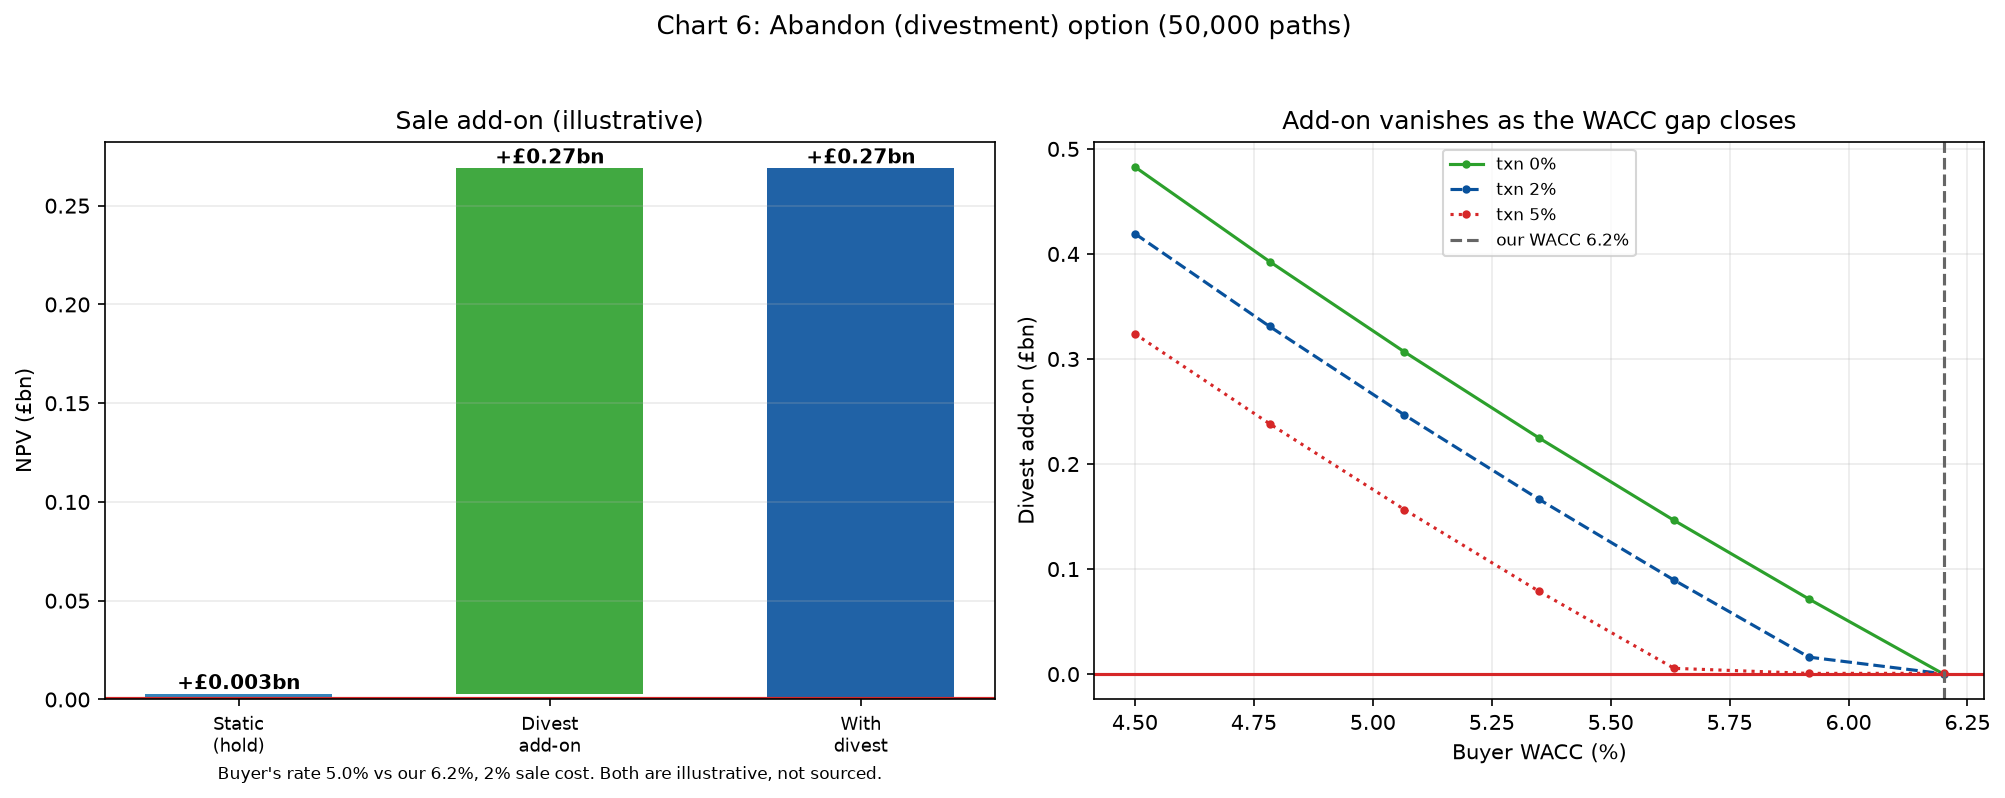 Chart 6: Abandon (divestment) option (50,000 paths)
Sale add-on (illustrative)
NPV (£bn)
0.25
0.20
0.15
0.10
0.05
0.00
+£0.003bn
+£0.27bn
+£0.27bn
Static
(hold)
Divest
add-on
With
divest
Buyer's rate 5.0% vs our 6.2%, 2% sale cost. Both are illustrative, not sourced.
Add-on vanishes as the WACC gap closes
Divest add-on (£bn)
0.5
0.4
0.3
0.2
0.1
0.0
txn 0%
txn 2%
txn 5%
our WACC 6.2%
4.50 4.75 5.00 5.25 5.50 5.75 6.00 6.25
Buyer WACC (%)